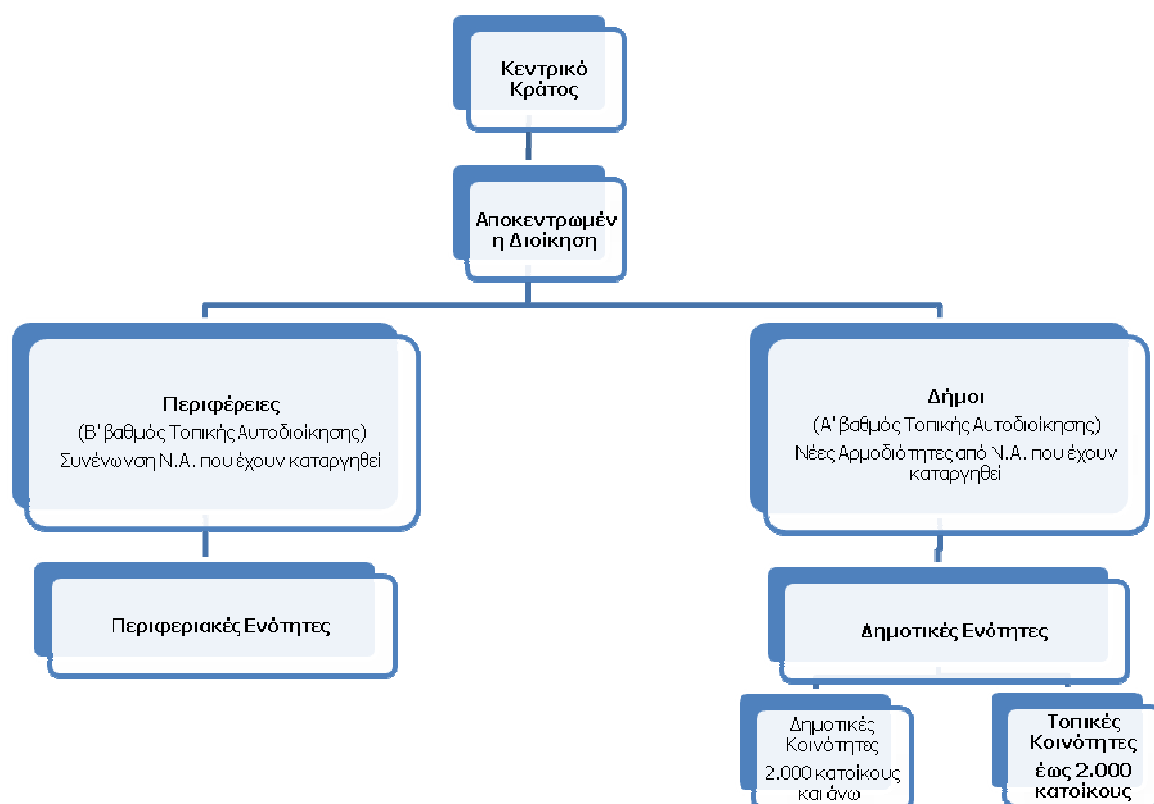 Κεντρικό
Κράτος
Αποκεντρωμέν
η Διοίκηση
Περιφέρειες
(Β' βαθμός Τοπικής Αυτοδιοίκησης)
Συνένωση Ν.Α. που έχουν καταργηθεί
Δήμοι
(Α' βαθμός Τοπικής Αυτοδιοίκησης)
Νέες Αρμοδιότητες από Ν.Α. που έχουν
καταργηθεί
Περιφεριακές Ενότητες
Δημοτικές Ενότητες
Δημοτικές
Κοινότητες
2.000 κατοίκους
και άνω
Τοπικές
Κοινότητες
έως 2.000
κατοίκους